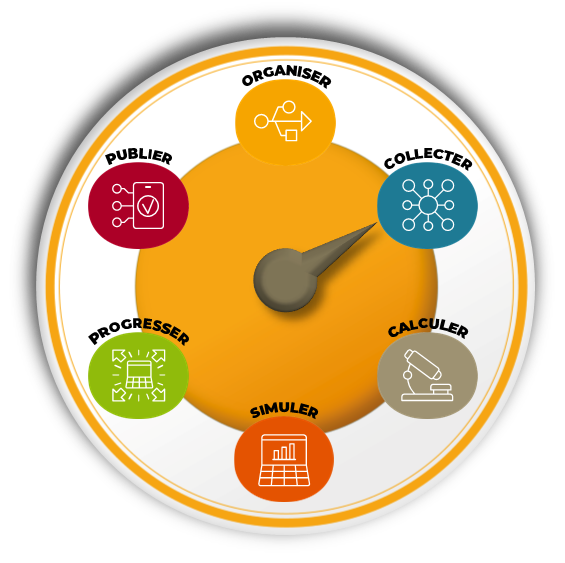 ORGANISER
COLLECTER
CALCULER
SIMULER
PROGRESSER
PUBLIER